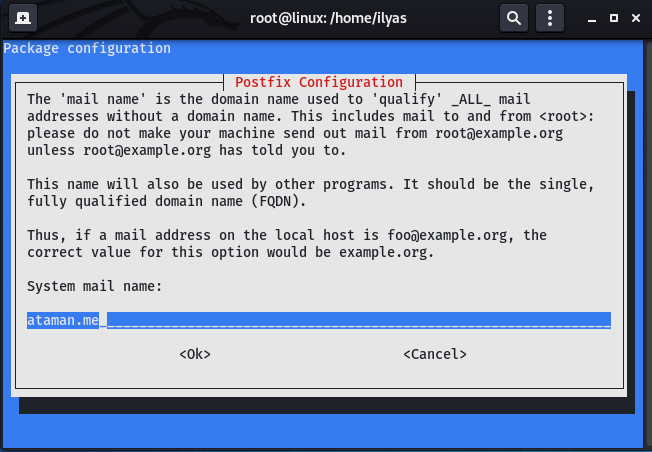 root@linux: /home/ilyas
Package configuration
Postfix Configuration
The 'mail name' is the domain name used to 'qualify' _ALL_ mail
addresses without a domain name. This includes mail to and from <root>:
please do not make your machine send out mail from root@example.org
unless root@example.org has told you to.
This name will also be used by other programs. It should be the single,
fully qualified domain name (FQDN).
Thus, if a mail address on the local host is foo@example.org, the
correct value for this option would be example.org.
System mail name:
ataman.me
<Ok> <Cancel>